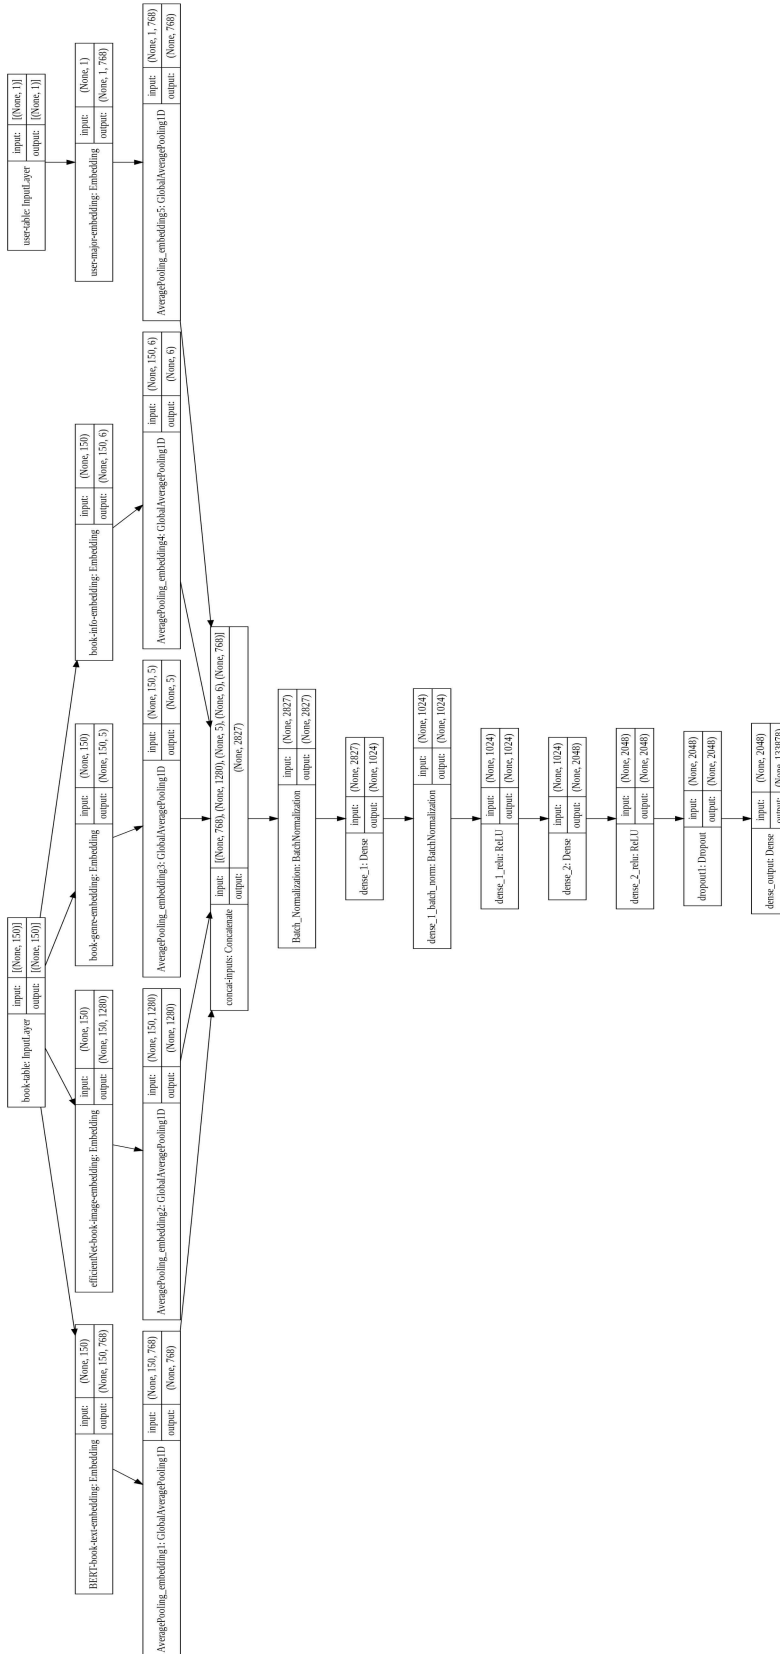 book-table: InputLayer
input: [(None, 150)]
output: [(None, 150)]
user-table: InputLayer
input: [(None, 1)]
output: [(None, 1)]
BERT-book-text-embedding: Embedding
input: (None, 150)
output: (None, 150, 768)
efficientNet-book-image-embedding: Embedding
input: (None, 150)
output: (None, 150, 1280)
book-genre-embedding: Embedding
input: (None, 150)
output: (None, 150, 5)
book-info-embedding: Embedding
input: (None, 150)
output: (None, 150, 6)
user-major-embedding: Embedding
input: (None, 1)
output: (None, 1, 768)
AveragePooling_embedding1: GlobalAveragePooling1D
input: (None, 150, 768)
output: (None, 768)
AveragePooling_embedding2: GlobalAveragePooling1D
input: (None, 150, 1280)
output: (None, 1280)
AveragePooling_embedding3: GlobalAveragePooling1D
input: (None, 150, 5)
output: (None, 5)
AveragePooling_embedding4: GlobalAveragePooling1D
input: (None, 150, 6)
output: (None, 6)
AveragePooling_embedding5: GlobalAveragePooling1D
input: (None, 1, 768)
output: (None, 768)
concat-inputs: Concatenate
input: [(None, 768), (None, 1280), (None, 5), (None, 6), (None, 768)]
output: (None, 2827)
Batch_Normalization: BatchNormalization
input: (None, 2827)
output: (None, 2827)
dense_1: Dense
input: (None, 2827)
output: (None, 1024)
dense_1_batch_norm: BatchNormalization
input: (None, 1024)
output: (None, 1024)
dense_1_relu: ReLU
input: (None, 1024)
output: (None, 1024)
dense_2: Dense
input: (None, 1024)
output: (None, 2048)
dense_2_relu: ReLU
input: (None, 2048)
output: (None, 2048)
dropout1: Dropout
input: (None, 2048)
output: (None, 2048)
dense_output: Dense
input: (None, 2048)
output: